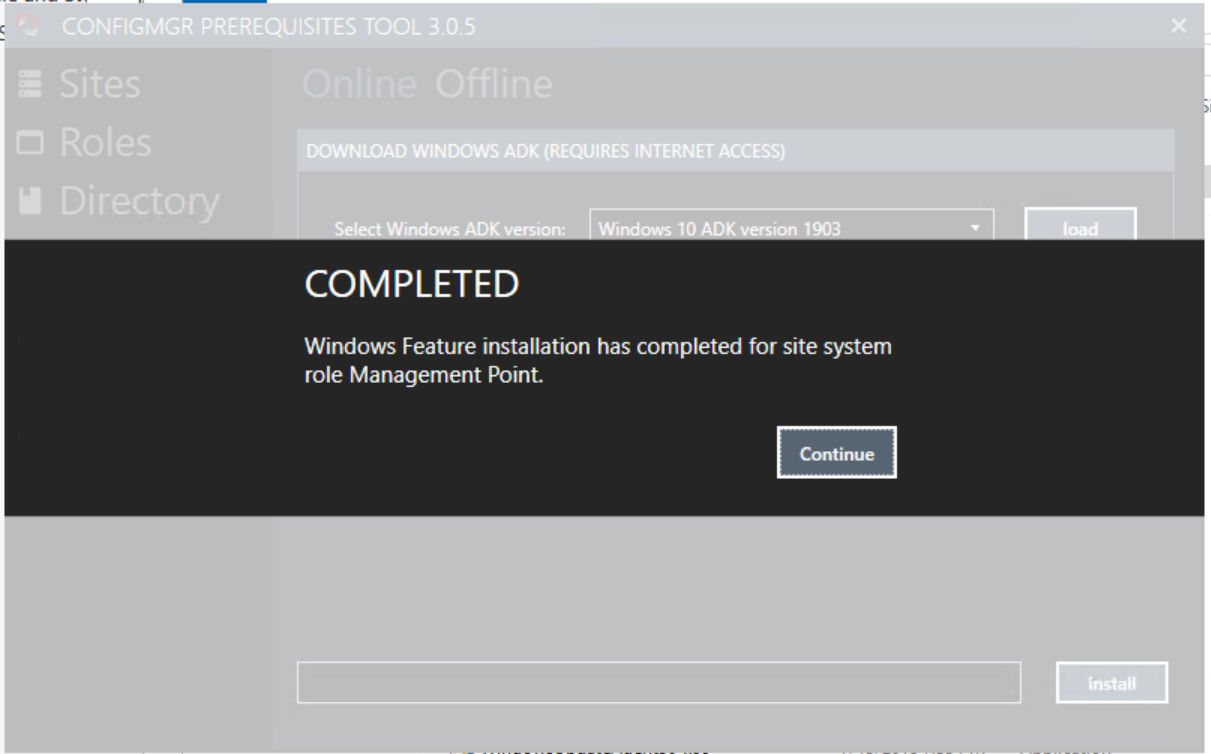 CONFIGMGR PREREQUISITES TOOL 3.0.5
Sites
Roles
Directory
Online Offline
DOWNLOAD WINDOWS ADK (REQUIRES INTERNET ACCESS)
Select Windows ADK version: Windows 10 ADK version 1903 load
COMPLETED
Windows Feature installation has completed for site system
role Management Point.
Continue
install